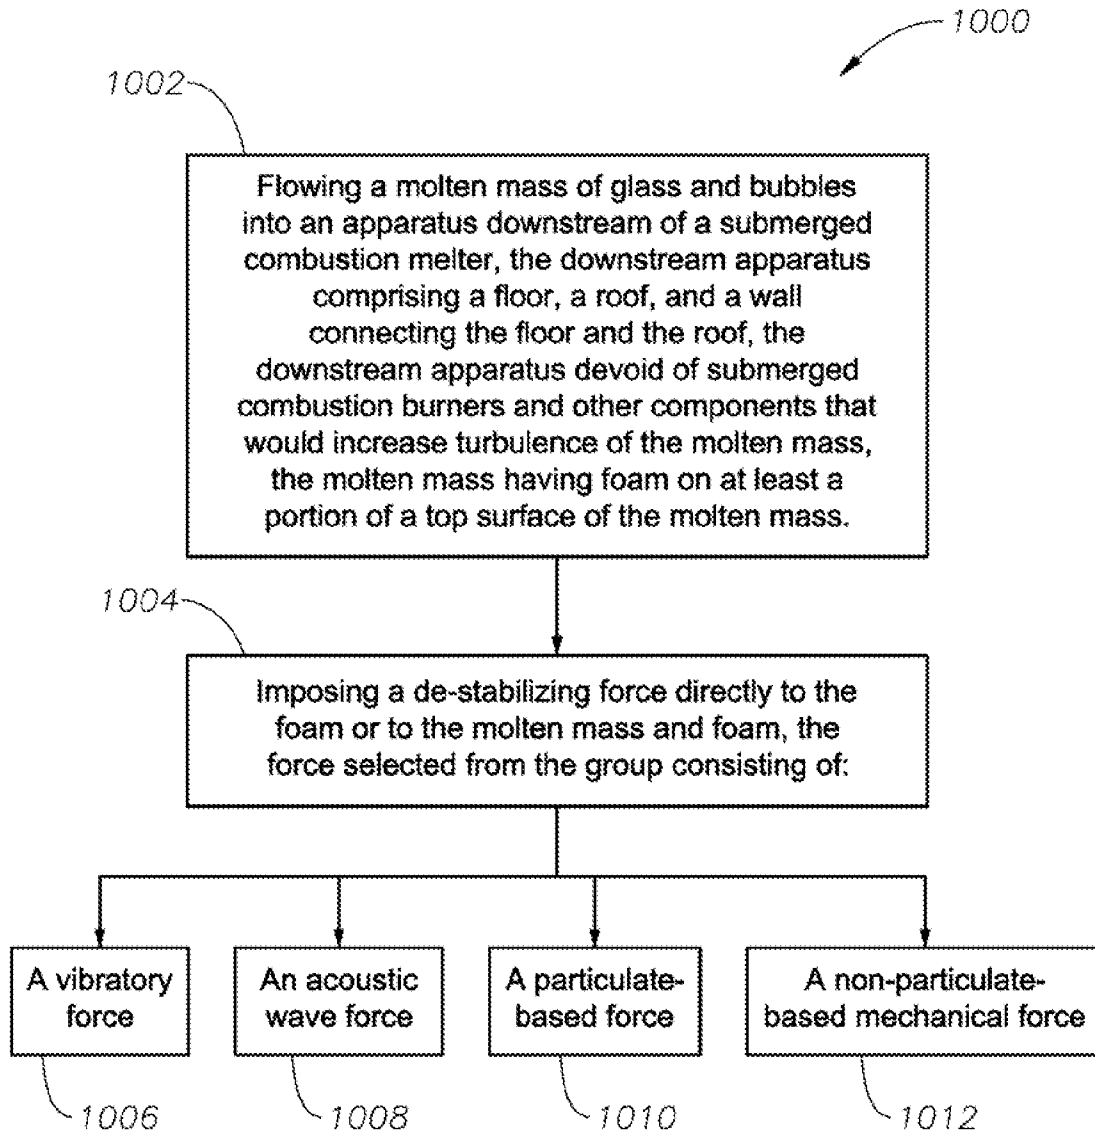 1000
1002
Flowing a molten mass of glass and bubbles
into an apparatus downstream of a submerged
combustion melter, the downstream apparatus
comprising a floor, a roof, and a wall
connecting the floor and the roof, the
downstream apparatus devoid of submerged
combustion burners and other components that
would increase turbulence of the molten mass,
the molten mass having foam on at least a
portion of a top surface of the molten mass.
1004
Imposing a de-stabilizing force directly to the
foam or to the molten mass and foam, the
force selected from the group consisting of:
A vibratory
force
An acoustic
wave force
A particulate-
based force
A non-particulate-
based mechanical force
1006
1008
1010
1012